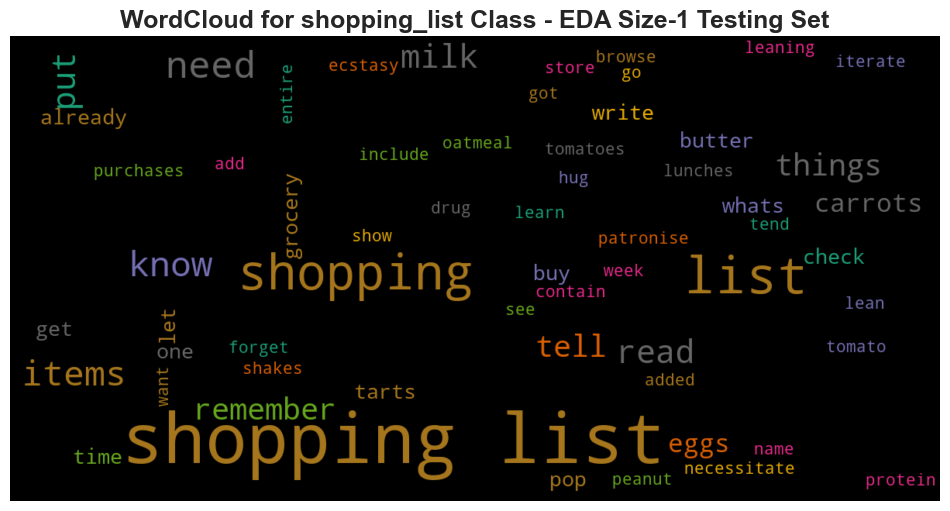 WordCloud for shopping_list Class - EDA Size-1 Testing Set
put
need
milk
ecstasy
entire
store
browse
go
leaning
iterate
got
already
write
purchases
add
include
oatmeal
tomatoes
butter
things
lunches
hug
grocery
drug
learn
whats
carrots
tend
show
patronise
know
shopping
buy
week
list
check
contain
see
lean
get
let
one
forget
tell
read
tomato
items
want
shakes
added
tarts
remember
shopping list
eggs
name
time
necessitate
pop
peanut
protein